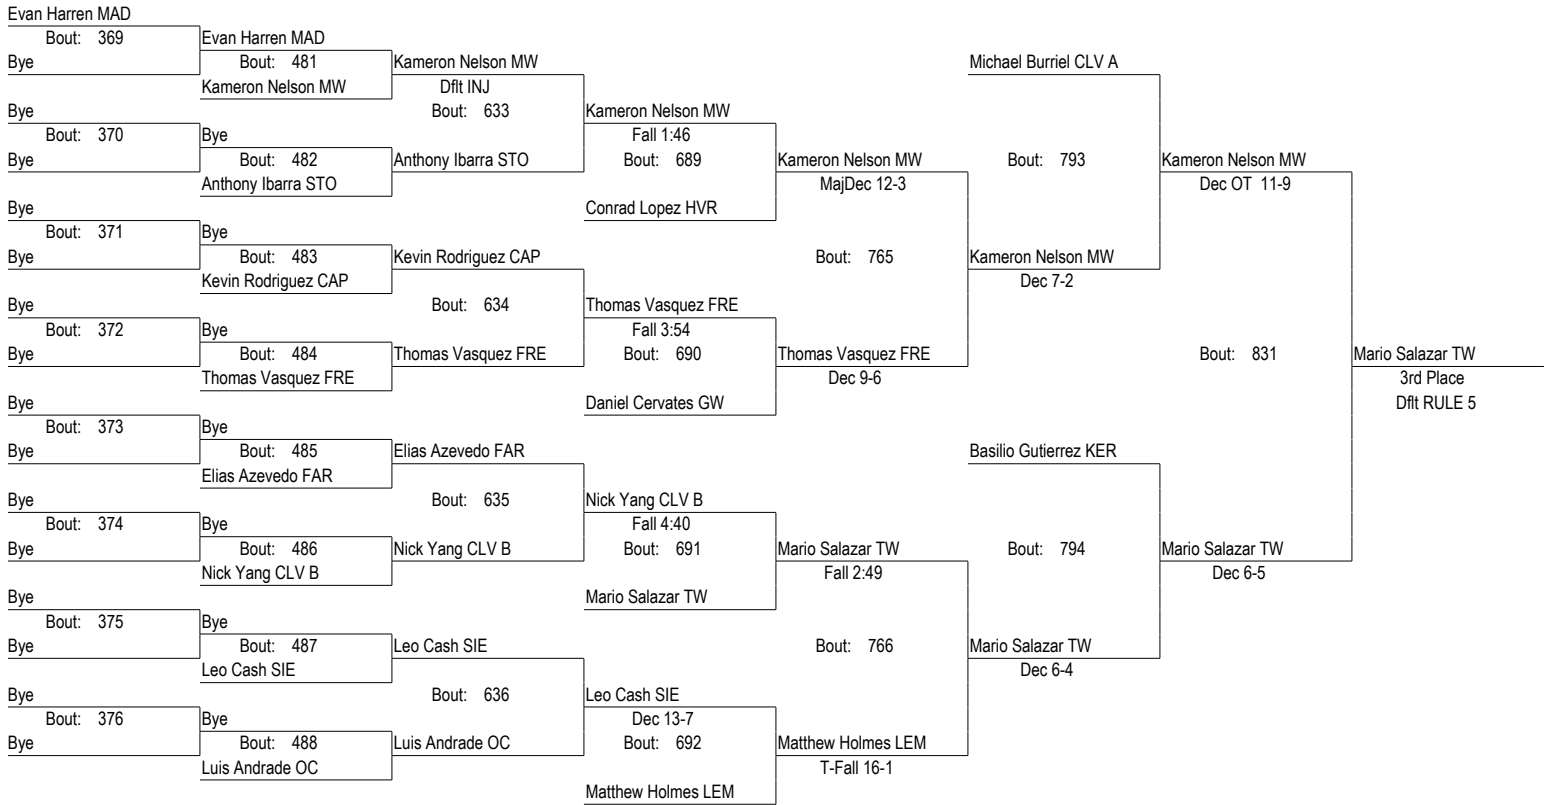 Evan Harren MAD
Bout: 369
Bye
Bye
Bout: 370
Bye
Bye
Bout: 371
Bye
Bye
Bout: 372
Bye
Bye
Bout: 373
Bye
Bye
Bout: 374
Bye
Bye
Bout: 375
Bye
Bye
Bout: 376
Bye
Evan Harren MAD
Bout: 481
Kameron Nelson MW
Bye
Bout: 482
Anthony Ibarra STO
Bye
Bout: 483
Kevin Rodriguez CAP
Bye
Bout: 484
Thomas Vasquez FRE
Bye
Bout: 485
Elias Azevedo FAR
Bye
Bout: 486
Nick Yang CLV B
Bye
Bout: 487
Leo Cash SIE
Bye
Bout: 488
Luis Andrade OC
Kameron Nelson MW
Dflt INJ
Bout: 633
Anthony Ibarra STO
Kevin Rodriguez CAP
Bout: 634
Thomas Vasquez FRE
Elias Azevedo FAR
Bout: 635
Nick Yang CLV B
Leo Cash SIE
Bout: 636
Luis Andrade OC
Kameron Nelson MW
Fall 1:46
Bout: 689
Conrad Lopez HVR
Thomas Vasquez FRE
Fall 3:54
Bout: 690
Daniel Cervates GW
Nick Yang CLV B
Fall 4:40
Bout: 691
Mario Salazar TW
Leo Cash SIE
Dec 13-7
Bout: 692
Matthew Holmes LEM
Kameron Nelson MW
MajDec 12-3
Bout: 765
Thomas Vasquez FRE
Dec 9-6
Mario Salazar TW
Fall 2:49
Bout: 766
Matthew Holmes LEM
T-Fall 16-1
Michael Burriel CLV A
Bout: 793
Kameron Nelson MW
Dec 7-2
Basilio Gutierrez KER
Bout: 794
Mario Salazar TW
Dec 6-4
Kameron Nelson MW
Dec OT 11-9
Bout: 831
Mario Salazar TW
Dec 6-5
Mario Salazar TW
3rd Place
Dflt RULE 5